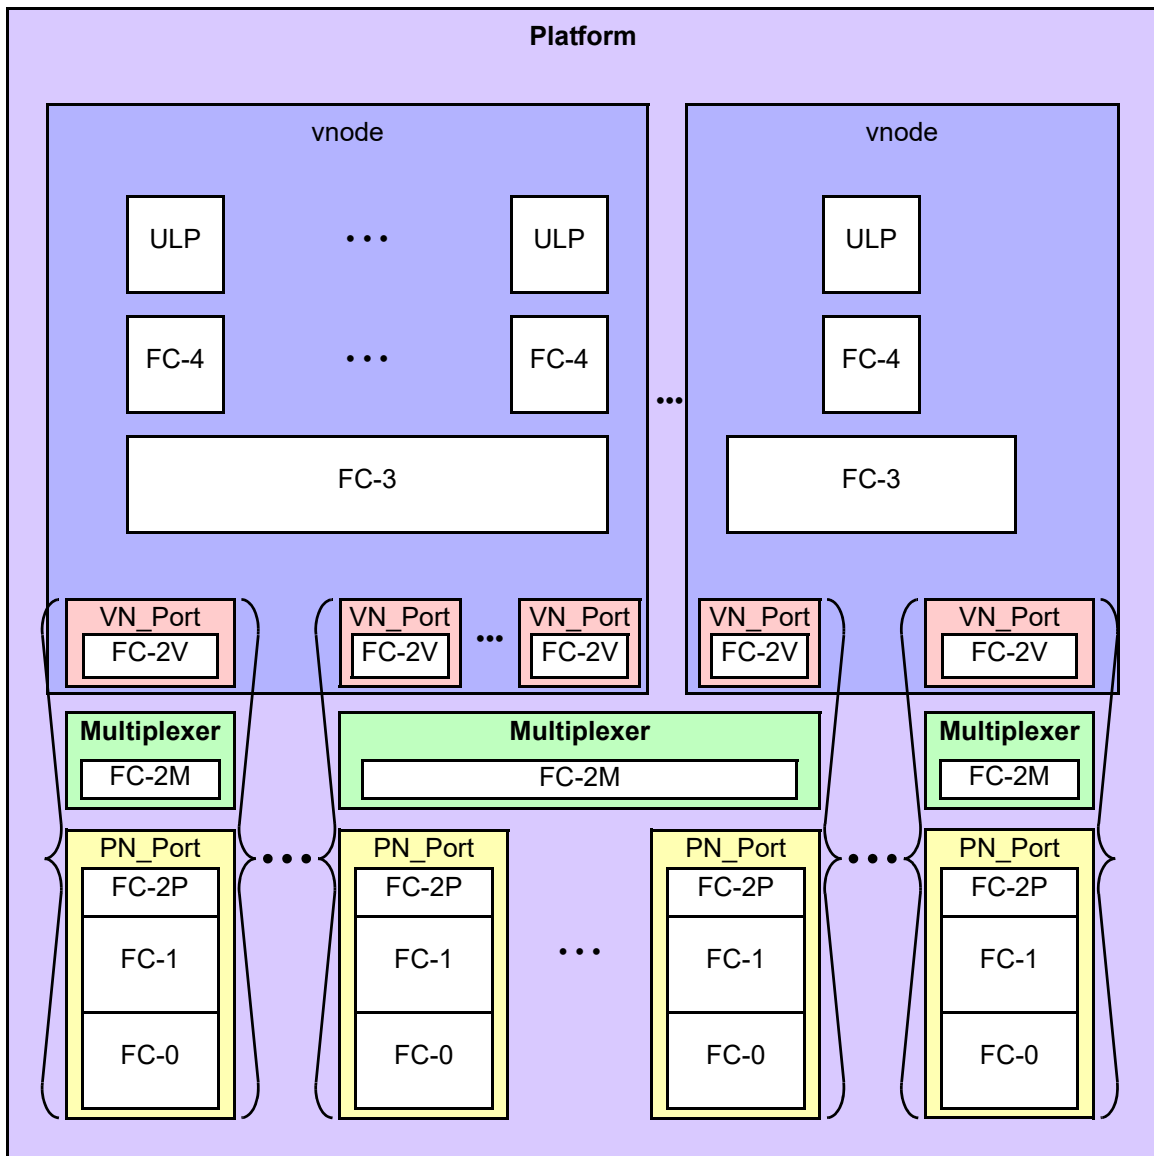 Platform
vnode vnode
ULP ... ULP ULP
FC-4 ... FC-4 FC-4
...
FC-3 FC-3
VN_Port VN_Port ... VN_Port VN_Port VN_Port
FC-2V FC-2V FC-2V FC-2V FC-2V
Multiplexer Multiplexer Multiplexer
FC-2M FC-2M FC-2M
PN_Port ... PN_Port PN_Port ... PN_Port
FC-2P FC-2P FC-2P FC-2P
FC-1 FC-1 ... FC-1 FC-1
FC-0 FC-0 FC-0 FC-0